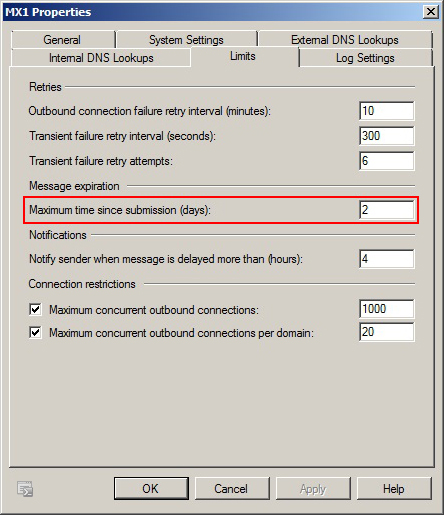 MX1 Properties
General
System Settings
External DNS Lookups
Internal DNS Lookups
Limits
Log Settings
Retries
Outbound connection failure retry interval (minutes): 10
Transient failure retry interval (seconds): 300
Transient failure retry attempts: 6
Message expiration
Maximum time since submission (days): 2
Notifications
Notify sender when message is delayed more than (hours): 4
Connection restrictions
Maximum concurrent outbound connections: 1000
Maximum concurrent outbound connections per domain: 20
OK
Cancel
Apply
Help